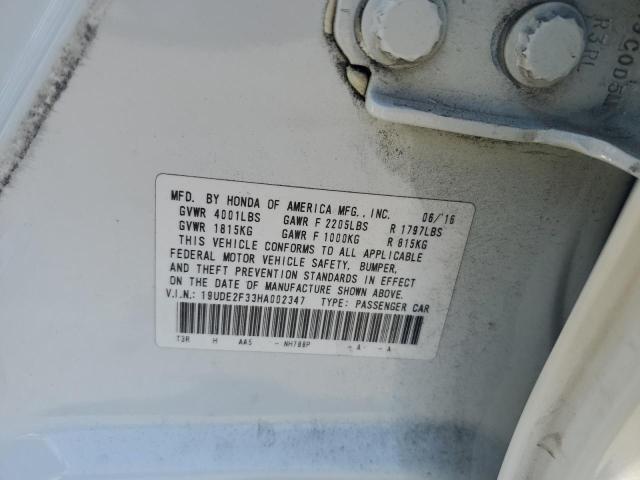 MFD. BY HONDA OF AMERICA MFG., INC. 06/'16
GVWR 4001LBS GAWR F 2205LBS R 1797LBS
GVWR 1815KG GAWR F 1000KG R 815KG
THIS VEHICLE CONFORMS TO ALL APPLICABLE
FEDERAL MOTOR VEHICLE SAFETY, BUMPER,
AND THEFT PREVENTION STANDARDS IN EFFECT
ON THE DATE OF MANUFACTURE SHOWN ABOVE.
V.I.N.: 19UDE2F33HA002347 TYPE: PASSENGER CAR
T3R H AA5 - NH788P - A - A
R3RL